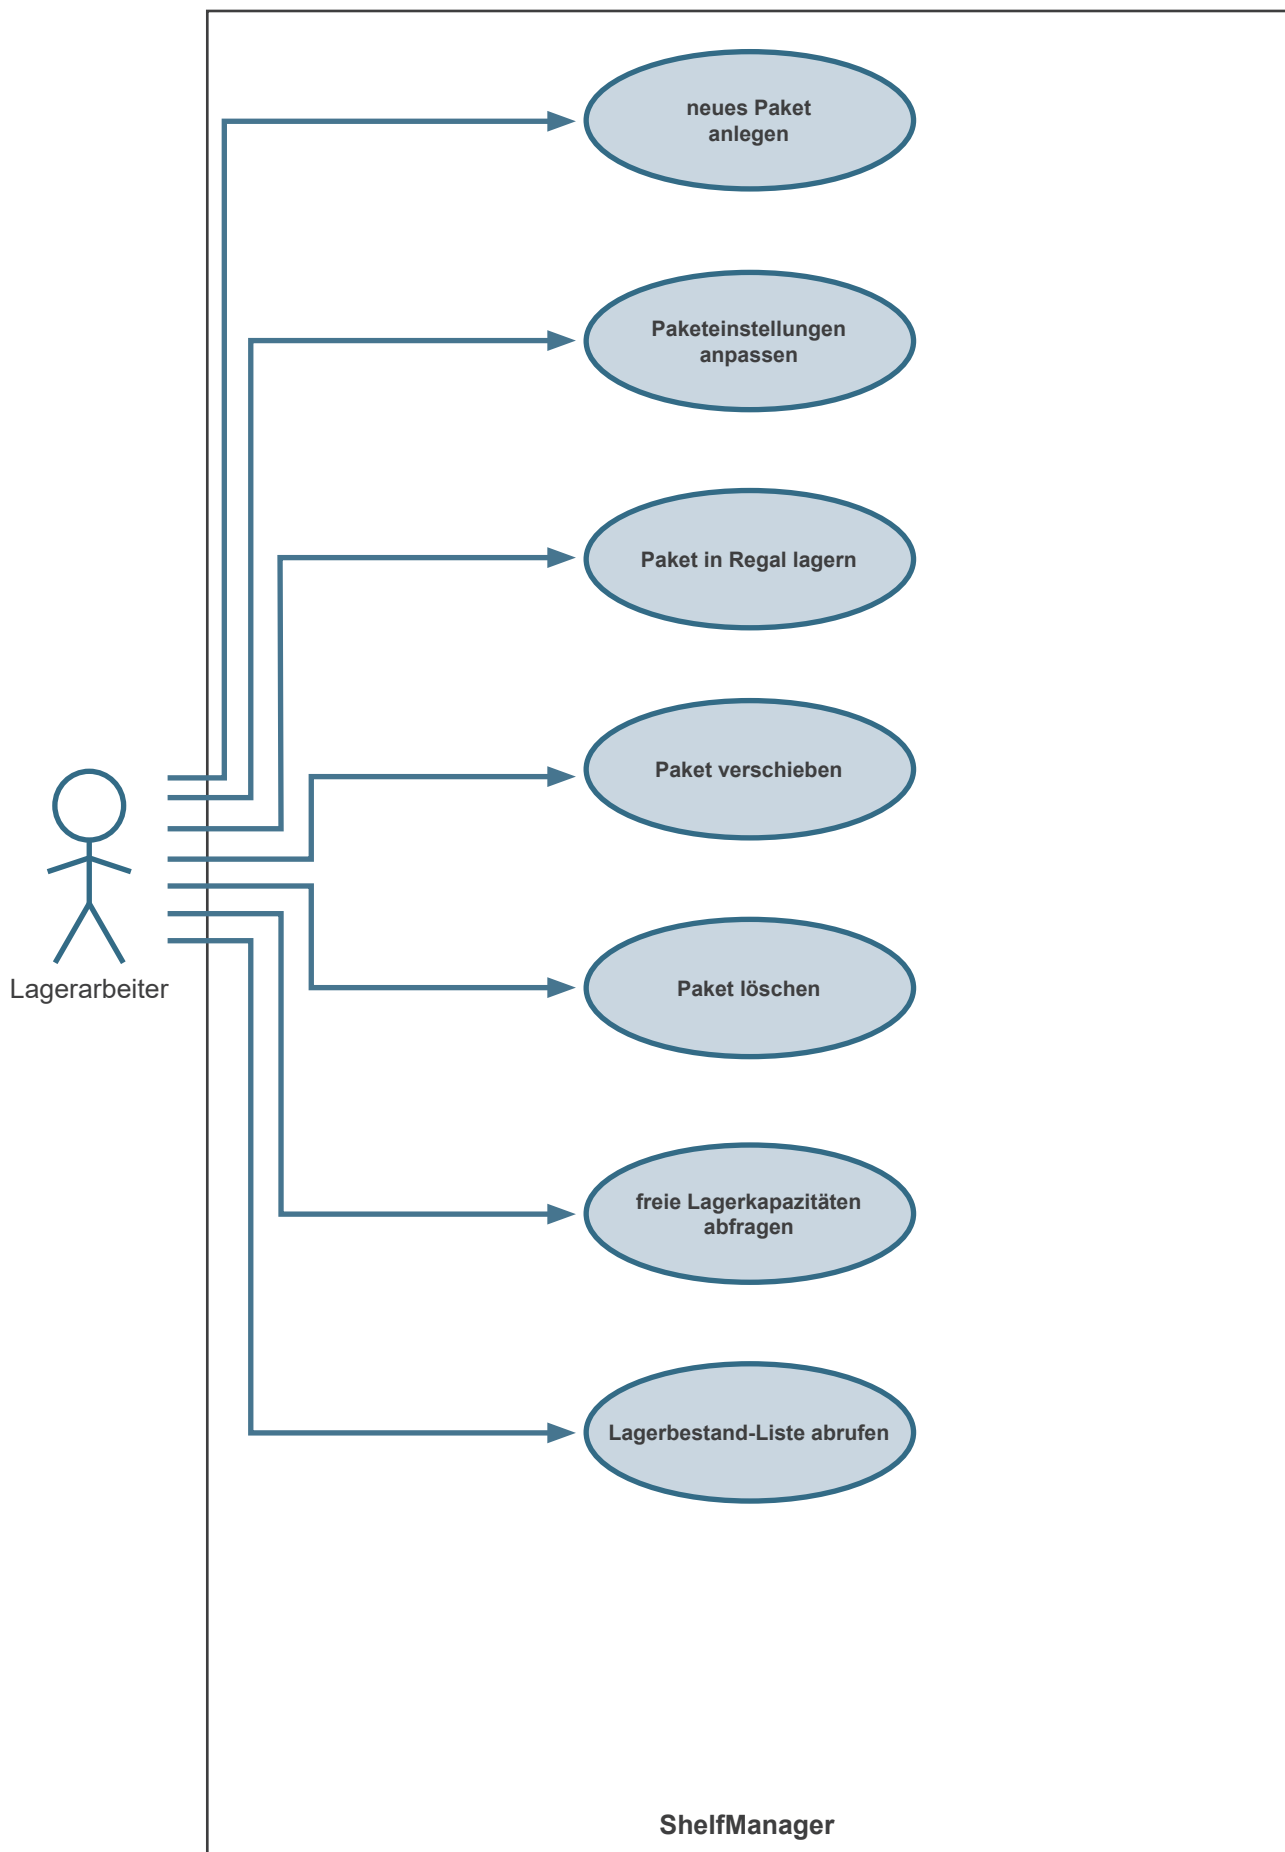 neues Paket
anlegen
Paketeinstellungen
anpassen
Paket in Regal lagern
Paket verschieben
Lagerarbeiter
Paket löschen
freie Lagerkapazitäten
abfragen
Lagerbestand-Liste abrufen
ShelfManager